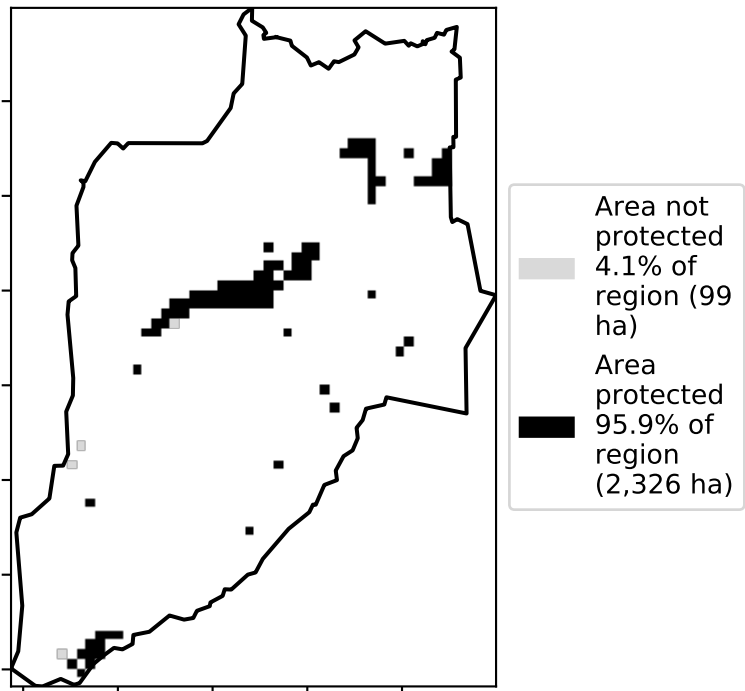 Area not
protected
4.1% of
region (99
ha)
Area
protected
95.9% of
region
(2,326 ha)